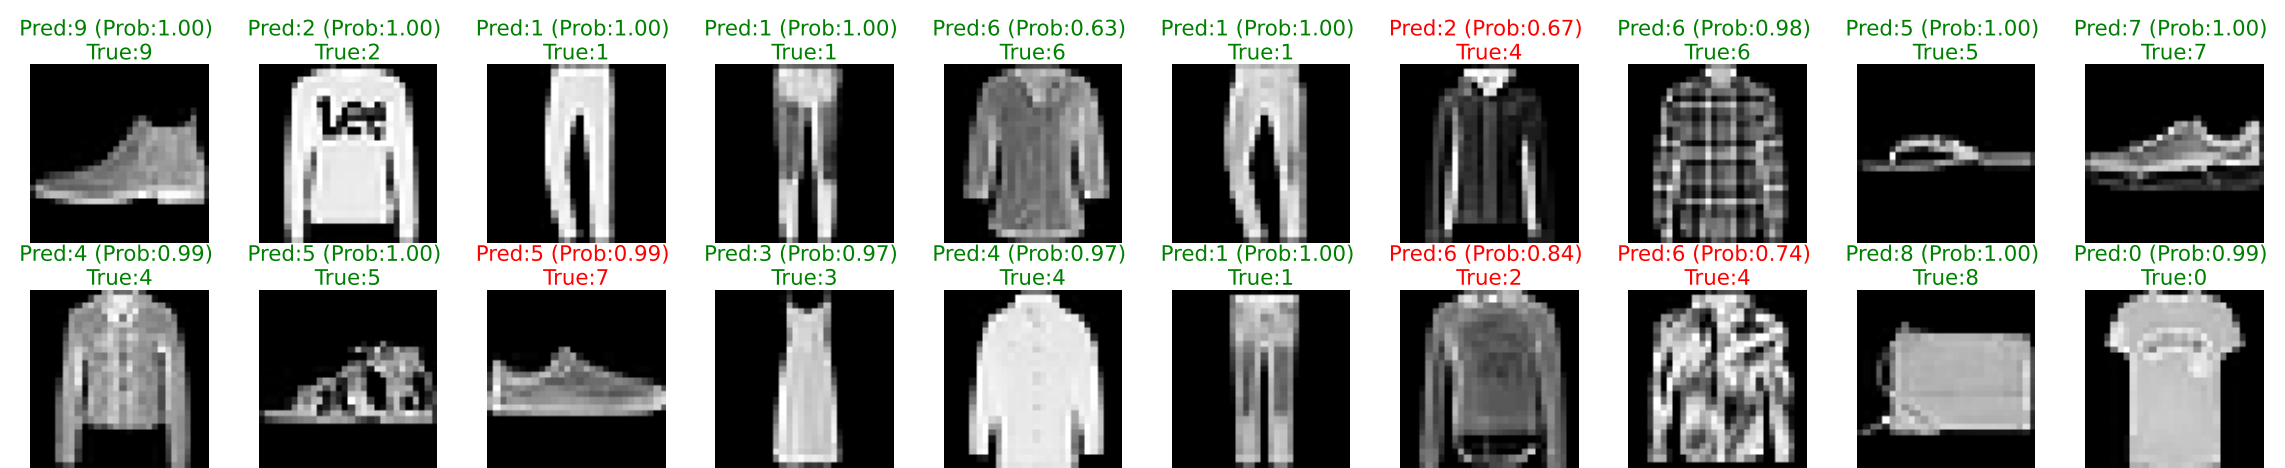 Pred:9 (Prob:1.00)
True:9
Pred:2 (Prob:1.00)
True:2
Pred:1 (Prob:1.00)
True:1
Pred:1 (Prob:1.00)
True:1
Pred:6 (Prob:0.63)
True:6
Pred:1 (Prob:1.00)
True:1
Pred:2 (Prob:0.67)
True:4
Pred:6 (Prob:0.98)
True:6
Pred:5 (Prob:1.00)
True:5
Pred:7 (Prob:1.00)
True:7
Lee
Pred:4 (Prob:0.99)
True:4
Pred:5 (Prob:1.00)
True:5
Pred:5 (Prob:0.99)
True:7
Pred:3 (Prob:0.97)
True:3
Pred:4 (Prob:0.97)
True:4
Pred:1 (Prob:1.00)
True:1
Pred:6 (Prob:0.84)
True:2
Pred:6 (Prob:0.74)
True:4
Pred:8 (Prob:1.00)
True:8
Pred:0 (Prob:0.99)
True:0